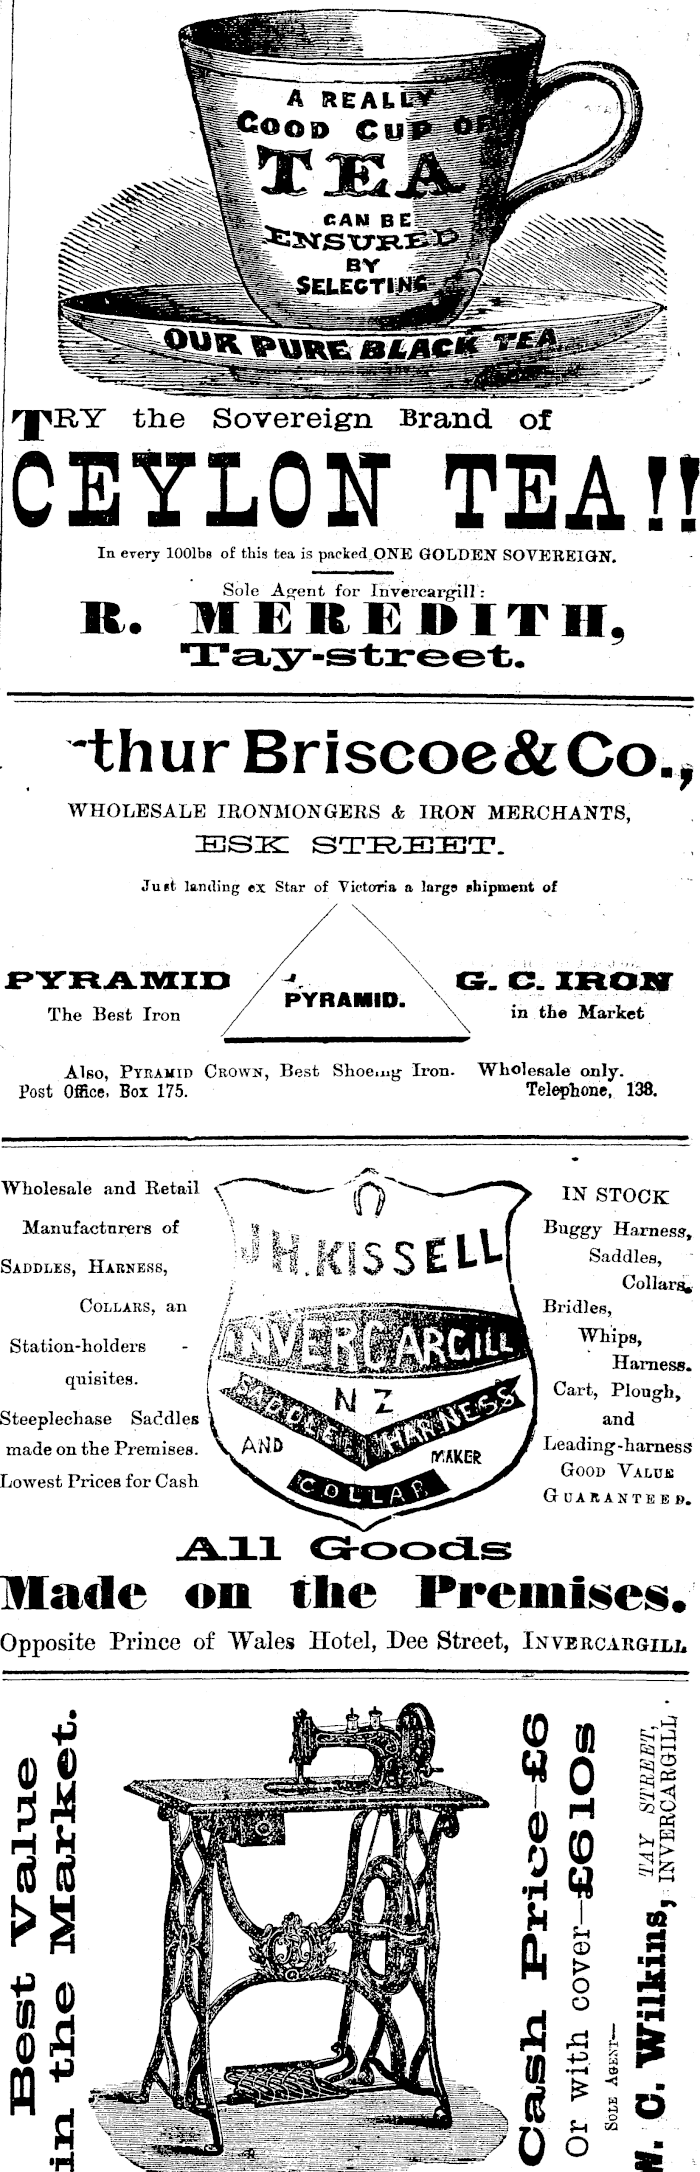 A REALLY
GOOD CUP OF
TEA
CAN BE
ENSURED
BY
SELECTING
OUR PURE BLACK TEA
TRY the Sovereign Brand of
CEYLON TEA!!
In every 100lbs of this tea is packed ONE GOLDEN SOVEREIGN.
Sole Agent for Invercargill:
R. MEREDITH,
Tay-street.
rthur Briscoe & Co.,
WHOLESALE IRONMONGERS & IRON MERCHANTS,
ESK STREET.
Just landing ex Star of Victoria a large shipment of
PYRAMID
The Best Iron
PYRAMID.
G. C. IRON
in the Market
Also, PYRAMID CROWN, Best Shoeing Iron. Wholesale only.
Post Office, Box 175. Telephone, 138.
Wholesale and Retail
Manufacturers of
SADDLES, HARNESS,
COLLARS, an
Station-holders -
quisites.
Steeplechase Saddles
made on the Premises.
Lowest Prices for Cash
J.H. KISSELL
INVERCARGILL
N Z
SADDLE HARNESS
AND MAKER
COLLAR
IN STOCK
Buggy Harness,
Saddles,
Collars,
Bridles,
Whips,
Harness.
Cart, Plough,
and
Leading-harness
GOOD VALUE
GUARANTEED.
All Goods
Made on the Premises.
Opposite Prince of Wales Hotel, Dee Street, INVERCARGILL
Best Value
in the Market.
Cash Price—£6
Or with cover—£6 10s
SOLE AGENT—
W. C. Wilkins, TAY STREET,
INVERCARGILL.